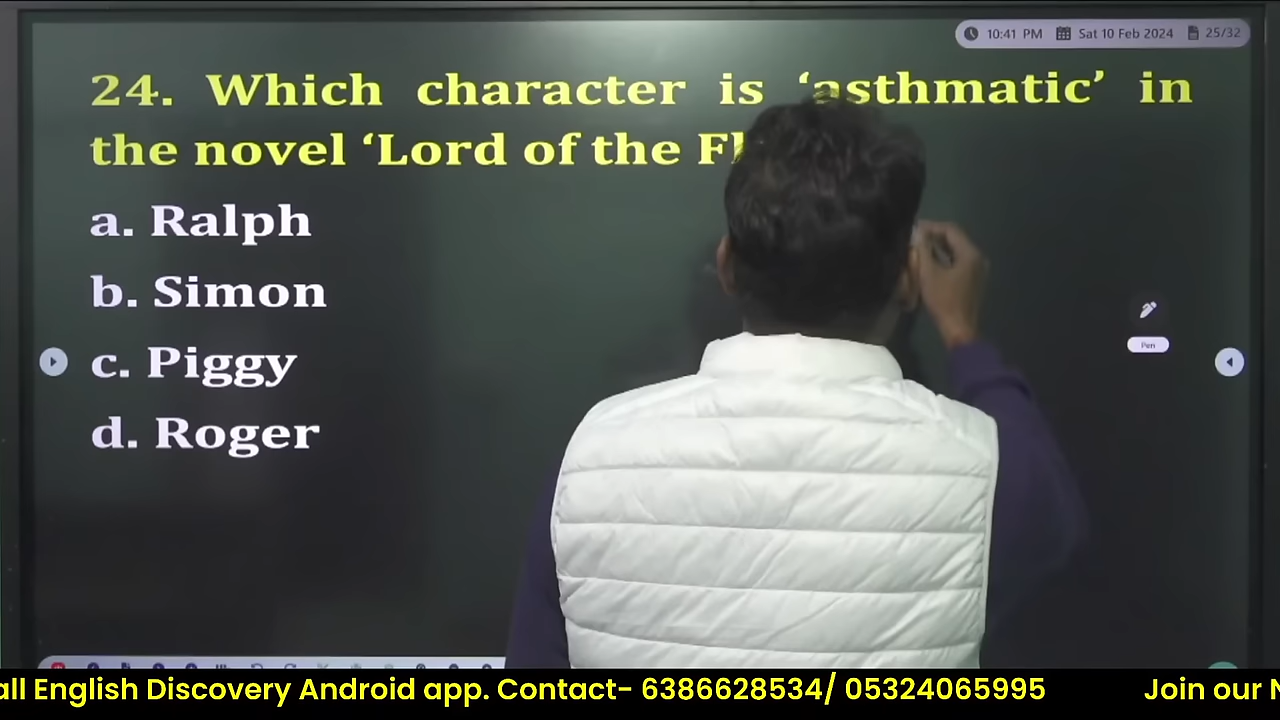 10:41 PM Sat 10 Feb 2024 25/32
24. Which character is ‘asthmatic’ in
the novel ‘Lord of the
a. Ralph
b. Simon
c. Piggy
d. Roger
Pen
all English Discovery Android app. Contact- 6386628534/ 05324065995 Join our